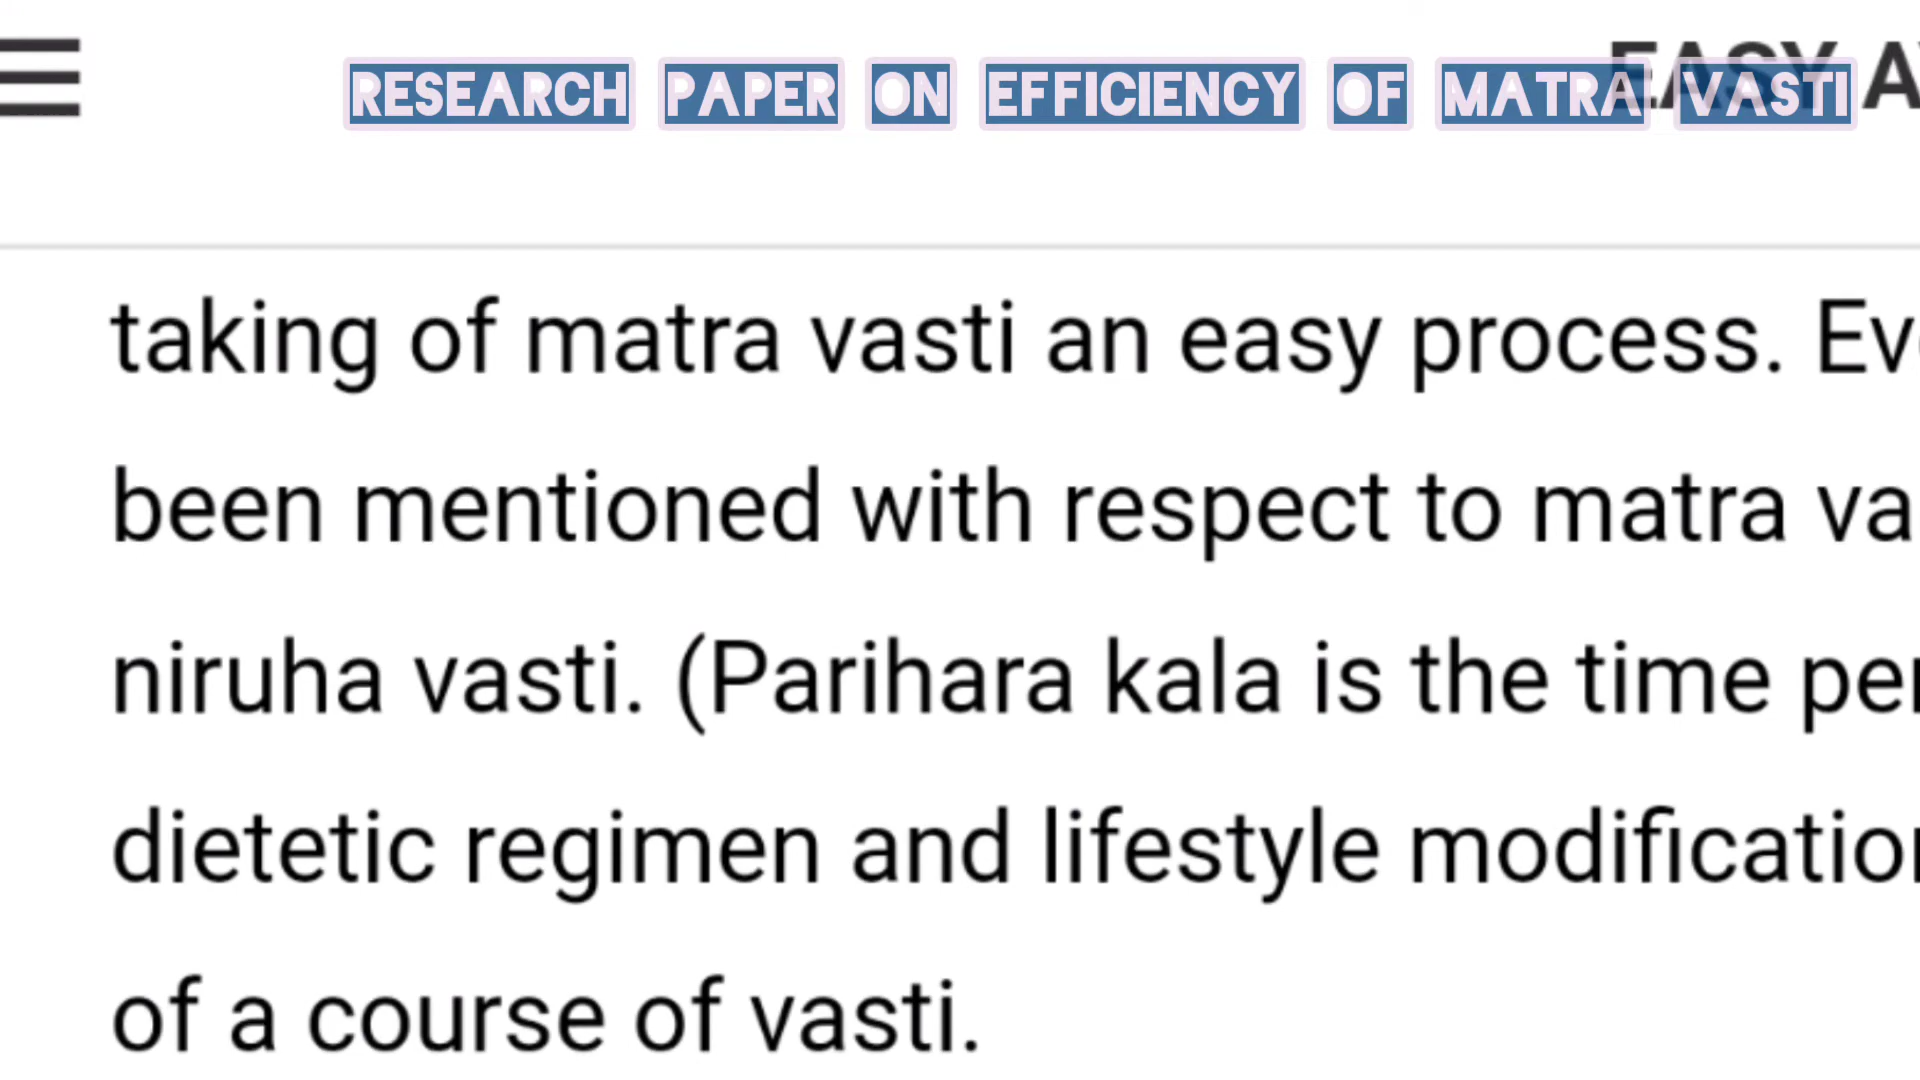 RESEARCH PAPER ON EFFICIENCY OF MATRA VASTI
EASY
taking of matra vasti an easy process.
been mentioned with respect to matra
niruha vasti. (Parihara kala is the time
dietetic regimen and lifestyle
of a course of vasti.